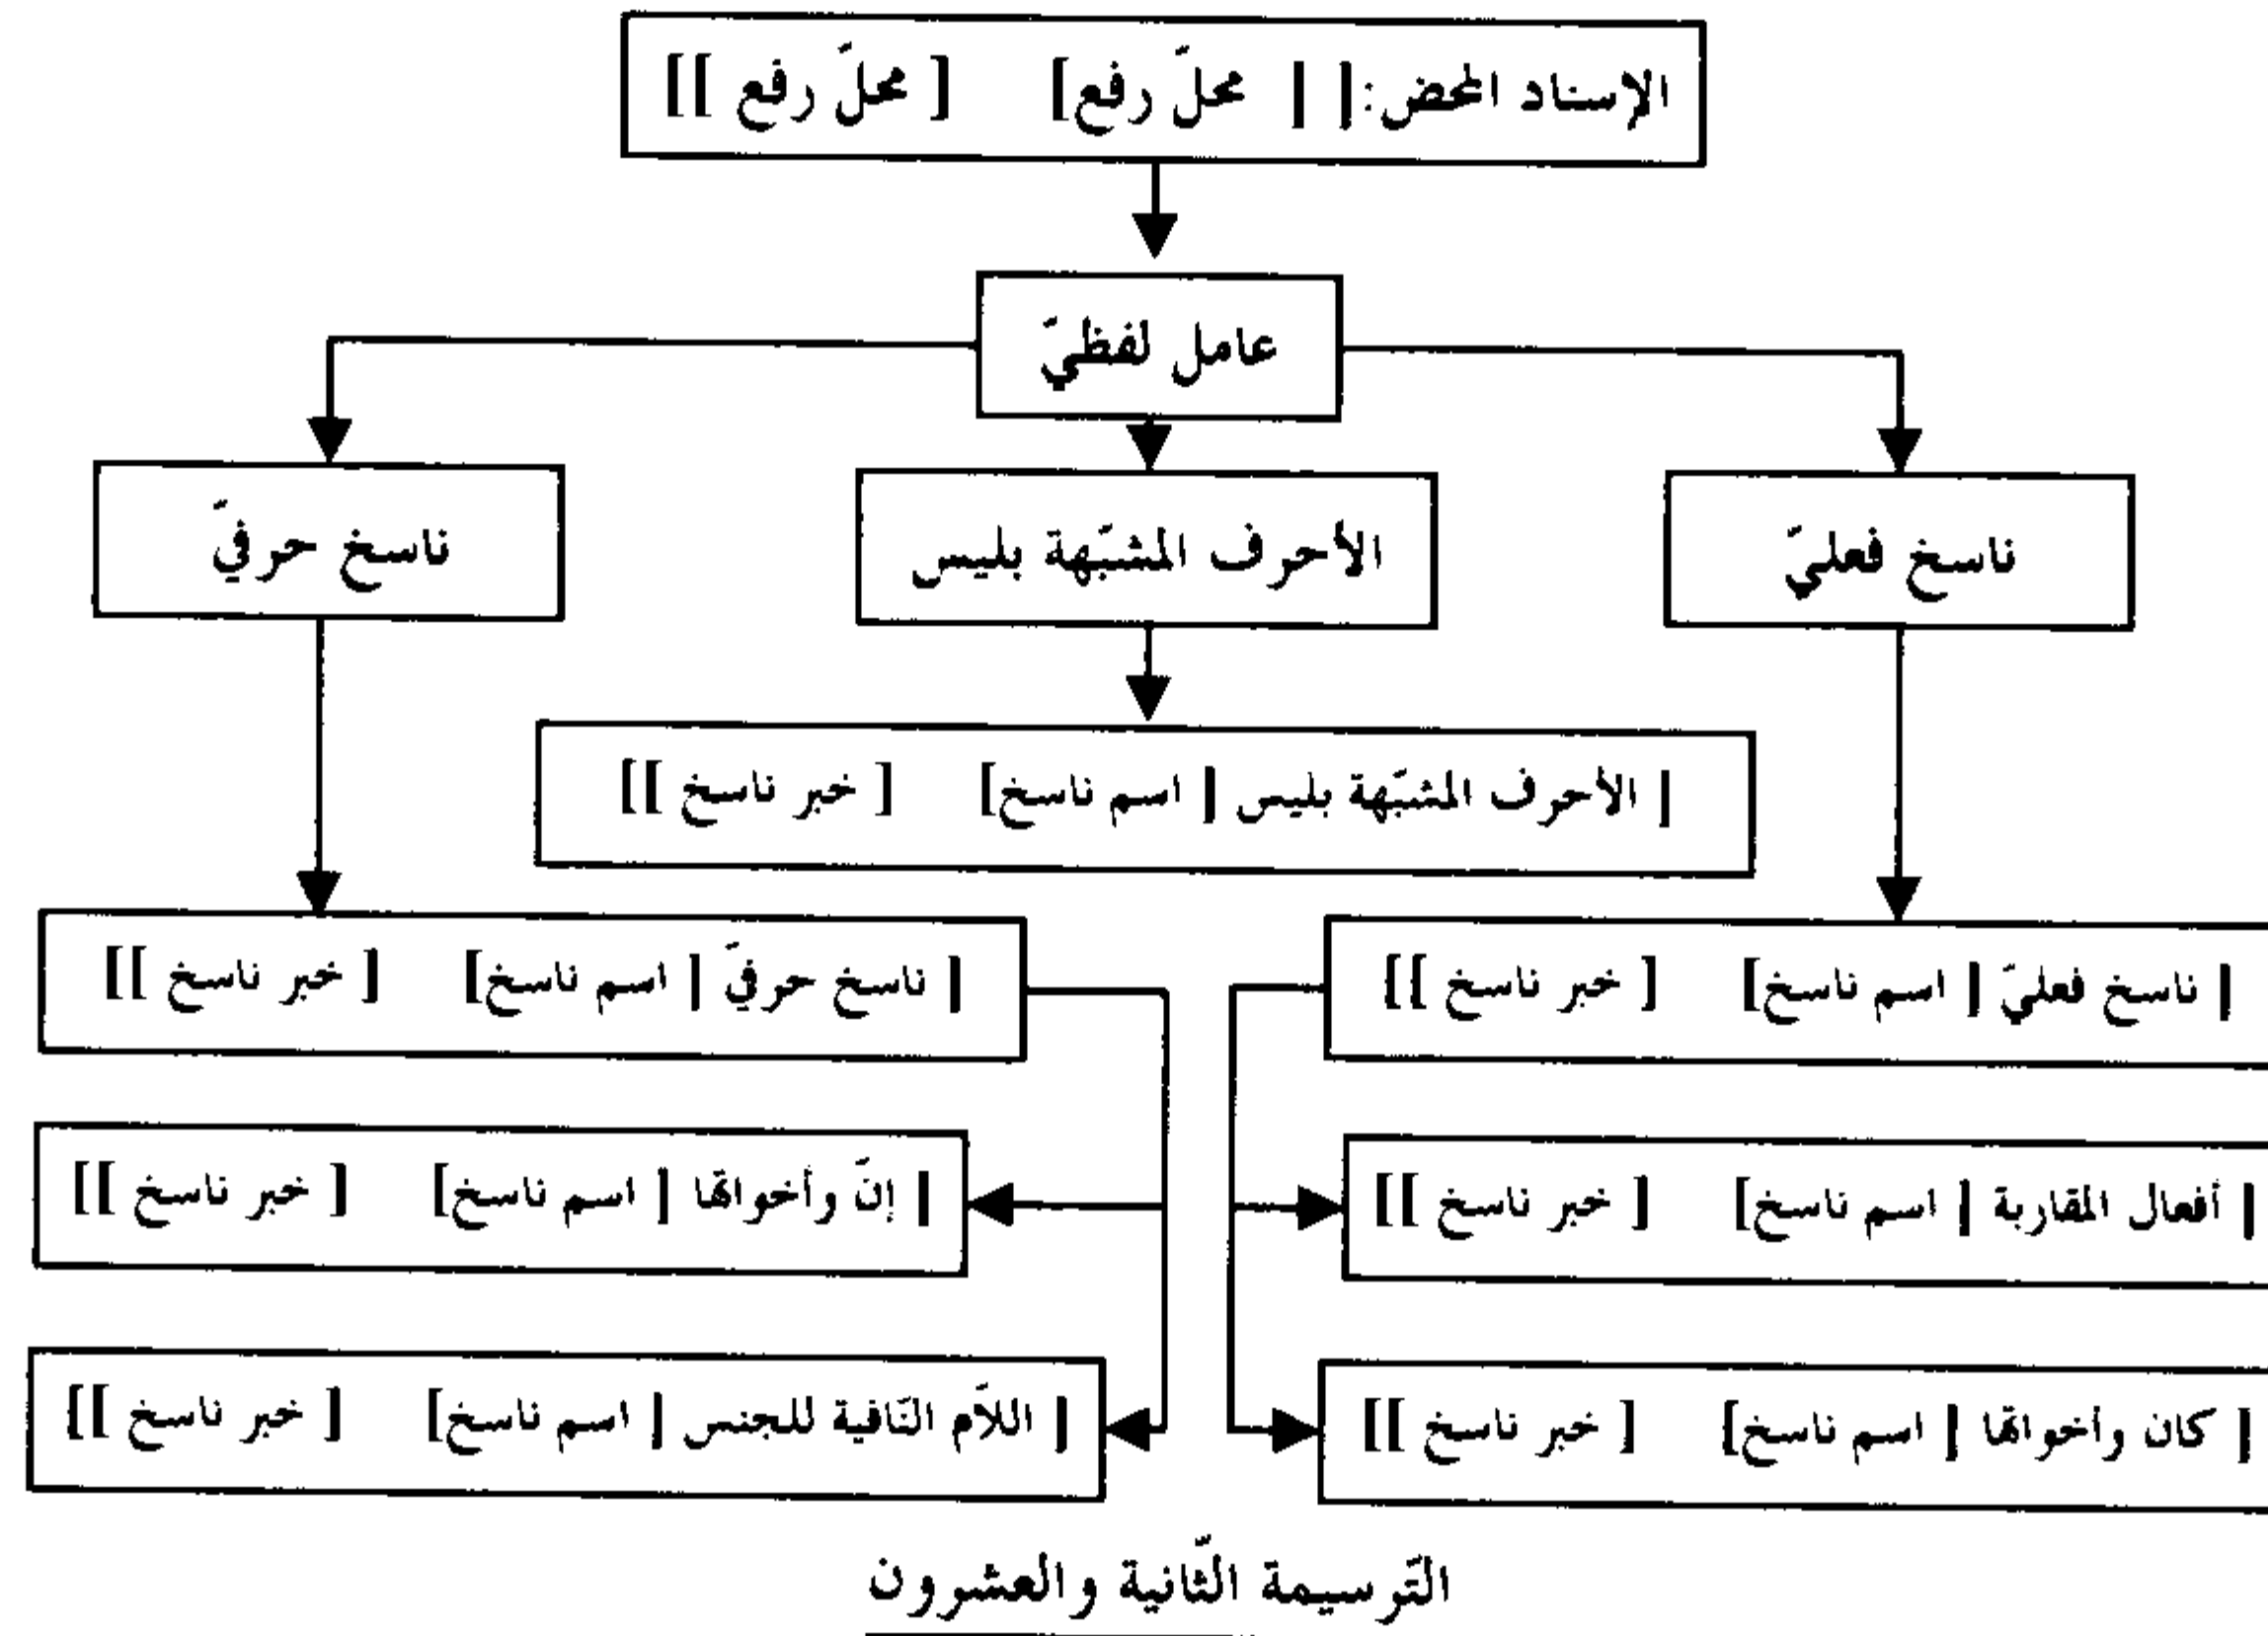 الإسناد المحض: [ [ محلّ رفع] [ محلّ رفع ]]
عامل لفظيّ
ناسخ فعليّ
الأحرف المشبّهة بليس
ناسخ حرفيّ
[ الأحرف المشبّهة بليس [ اسم ناسخ] [ خبر ناسخ ]]
[ ناسخ فعليّ [ اسم ناسخ] [ خبر ناسخ ]]
[ ناسخ حرفيّ [ اسم ناسخ] [ خبر ناسخ ]]
[ أفعال المقاربة [ اسم ناسخ] [ خبر ناسخ ]]
[ إنّ وأخواتها [ اسم ناسخ] [ خبر ناسخ ]]
[ كان وأخواتها [ اسم ناسخ] [ خبر ناسخ ]]
[ اللاّم النّافية للجنس [ اسم ناسخ] [ خبر ناسخ ]]
التّرسيمة الثّانية والعشرون